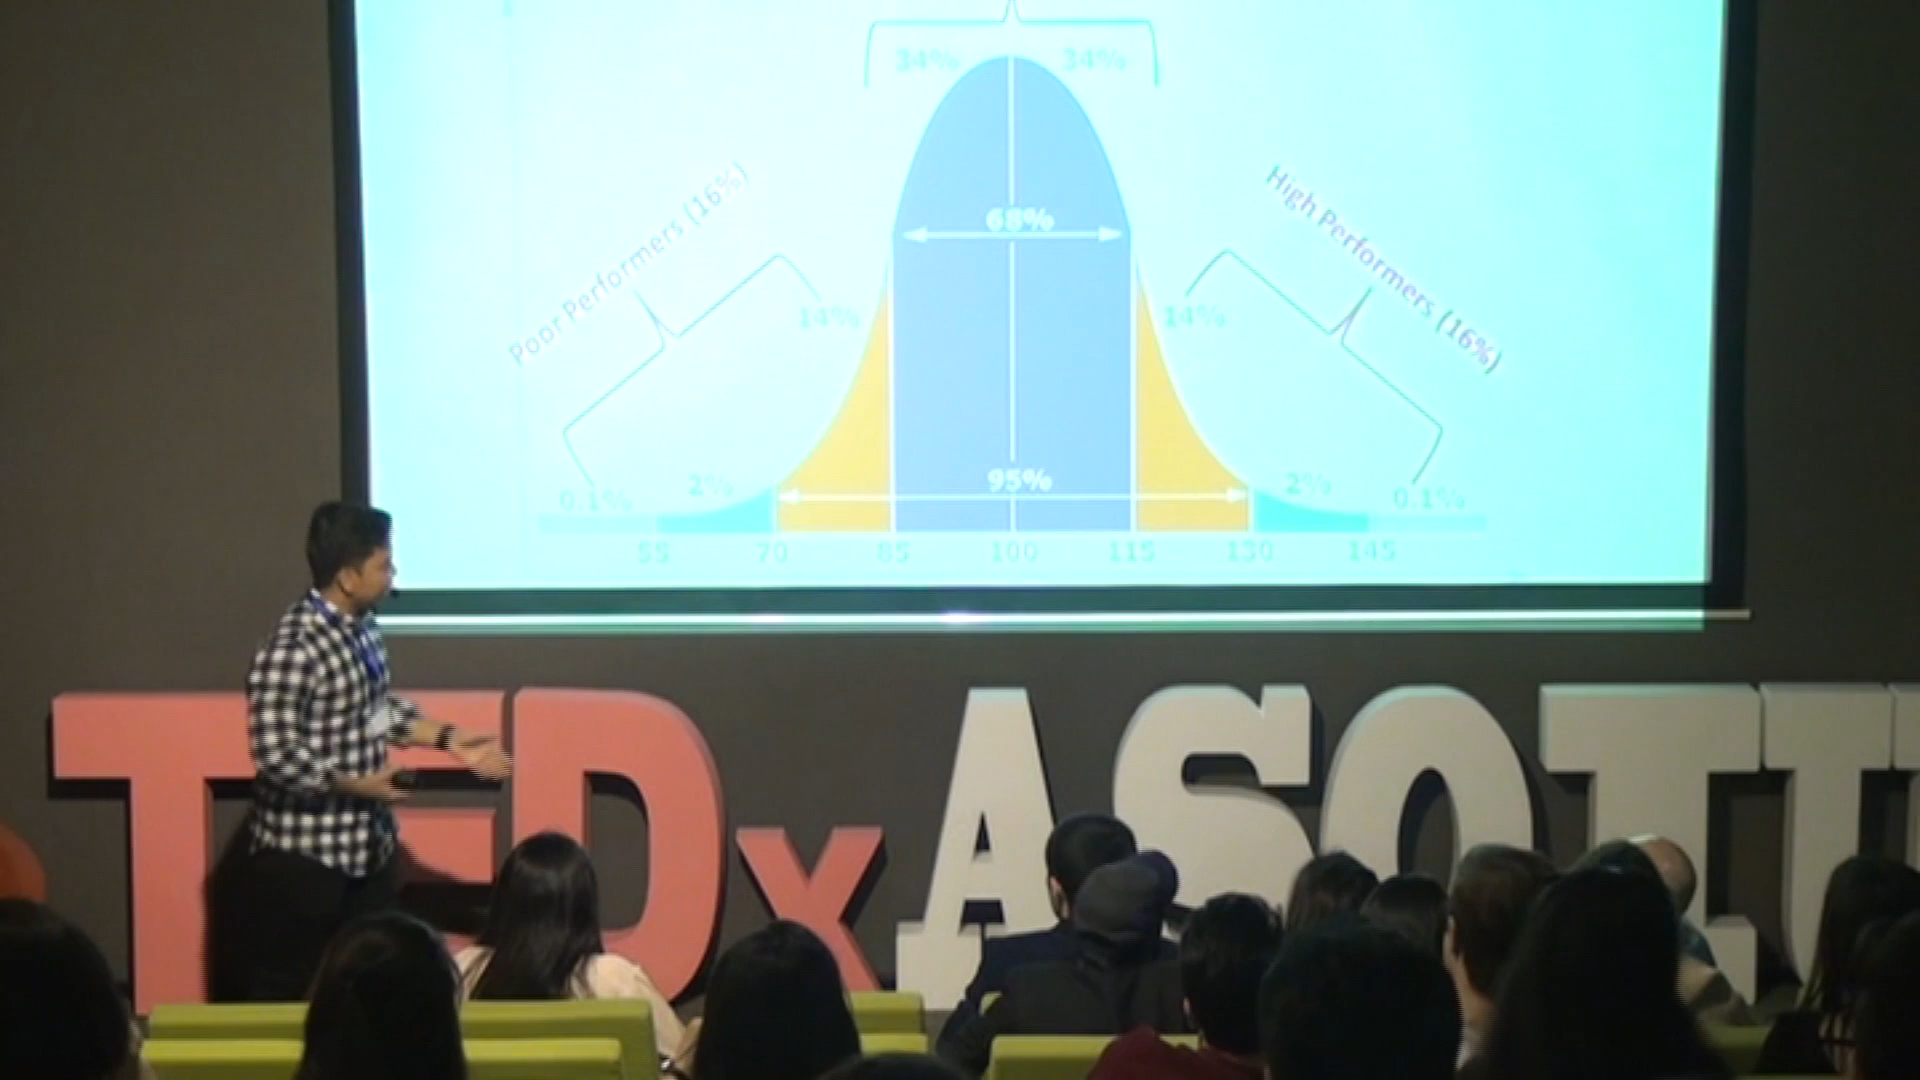 34% 34%
Poor Performers (16%)
High Performers (16%)
68%
14% 14%
95%
0.1% 2% 2% 0.1%
55 70 85 100 115 130 145
TEDx